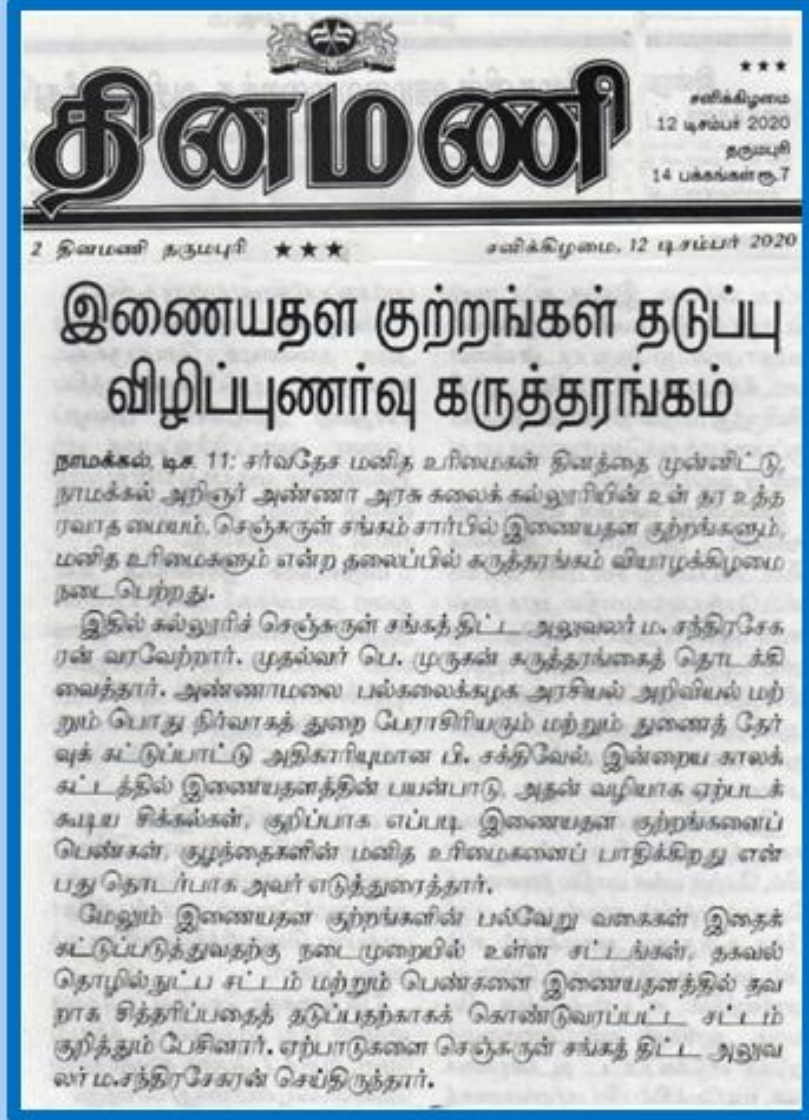 தினமணி
★★★
சனிக்கிழமை
12 டிசம்பர் 2020
தருமபுரி
14 பக்கங்கள் ரூ.7
2 தினமணி தருமபுரி ★★★ சனிக்கிழமை, 12 டிசம்பர் 2020
இணையதள குற்றங்கள் தடுப்பு
விழிப்புணர்வு கருத்தரங்கம்
நாமக்கல், டிச. 11: சர்வதேச மனித உரிமைகள் தினத்தை முன்னிட்டு,
நாமக்கல் அறிஞர் அண்ணா அரசு கலைக் கல்லூரியின் உள் தர உத்த
ரவாத மையம், செஞ்சுருள் சங்கம் சார்பில் இணையதள குற்றங்களும்,
மனித உரிமைகளும் என்ற தலைப்பில் கருத்தரங்கம் வியாழக்கிழமை
நடைபெற்றது.
இதில் கல்லூரிச் செஞ்சுருள் சங்கத் திட்ட அலுவலர் ம. சந்திரசேக
ரன் வரவேற்றார். முதல்வர் பெ. முருகன் கருத்தரங்கைத் தொடக்கி
வைத்தார். அண்ணாமலை பல்கலைக்கழக அரசியல் அறிவியல் மற்
றும் பொது நிர்வாகத் துறை பேராசிரியரும் மற்றும் துணைத் தேர்
வுக் கட்டுப்பாட்டு அதிகாரியுமான பி. சக்திவேல், இன்றைய காலக்
கட்டத்தில் இணையதளத்தின் பயன்பாடு, அதன் வழியாக ஏற்படக்
கூடிய சிக்கல்கள், குறிப்பாக எப்படி இணையதள குற்றங்களைப்
பெண்கள், குழந்தைகளின் மனித உரிமைகளைப் பாதிக்கிறது என்
பது தொடர்பாக அவர் எடுத்துரைத்தார்.
மேலும் இணையதள குற்றங்களின் பல்வேறு வகைகள் இதைக்
கட்டுப்படுத்துவதற்கு நடைமுறையில் உள்ள சட்டங்கள், தகவல்
தொழில்நுட்ப சட்டம் மற்றும் பெண்களை இணையதளத்தில் தவ
றாக சித்தரிப்பதைத் தடுப்பதற்காகக் கொண்டுவரப்பட்ட சட்டம்
குறித்தும் பேசினார். ஏற்பாடுகளை செஞ்சுருள் சங்கத் திட்ட அலுவ
லர் ம.சந்திரசேகரன் செய்திருந்தார்.